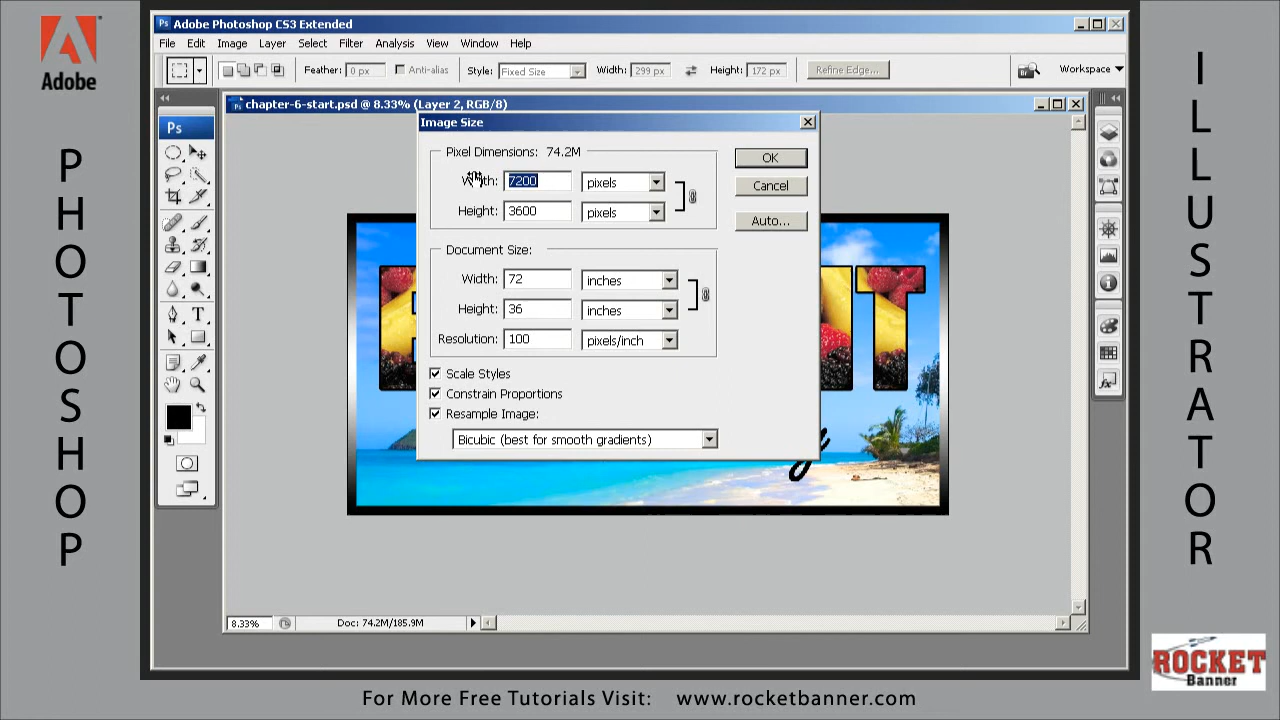 Adobe
PHOTOSHOP
Ps Adobe Photoshop CS3 Extended
File Edit Image Layer Select Filter Analysis View Window Help
Feather: 0 px Anti-alias Style: Fixed Size Width: 299 px Height: 172 px Refine Edge... Workspace
chapter-6-start.psd @ 8.33% (Layer 2, RGB/8)
Ps
Image Size
Pixel Dimensions: 74.2M
Width: 7200 pixels
Height: 3600 pixels
Document Size:
Width: 72 inches
Height: 36 inches
Resolution: 100 pixels/inch
Scale Styles
Constrain Proportions
Resample Image:
Bicubic (best for smooth gradients)
OK
Cancel
Auto...
T
8.33% Doc: 74.2M/185.9M
ILLUSTRATOR
ROCKET
Banner
For More Free Tutorials Visit: www.rocketbanner.com